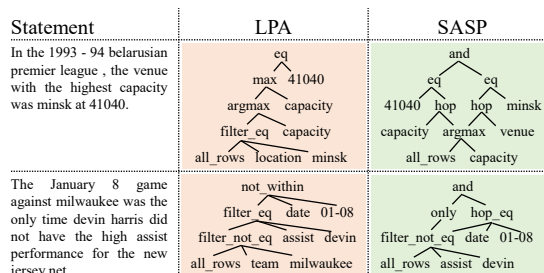 Statement LPA SASP
In the 1993 - 94 belarusian
premier league , the venue
with the highest capacity
was minsk at 41040.
eq
max 41040
argmax capacity
filter_eq capacity
all_rows location minsk
and
eq eq
41040 hop hop minsk
capacity argmax venue
all_rows capacity
The January 8 game
against milwaukee was the
only time devin harris did
not have the high assist
performance for the new
jersey net
not_within
filter_eq date 01-08
filter_not_eq assist devin
all_rows team milwaukee
and
only hop_eq
filter_not_eq date 01-08
all_rows assist devin